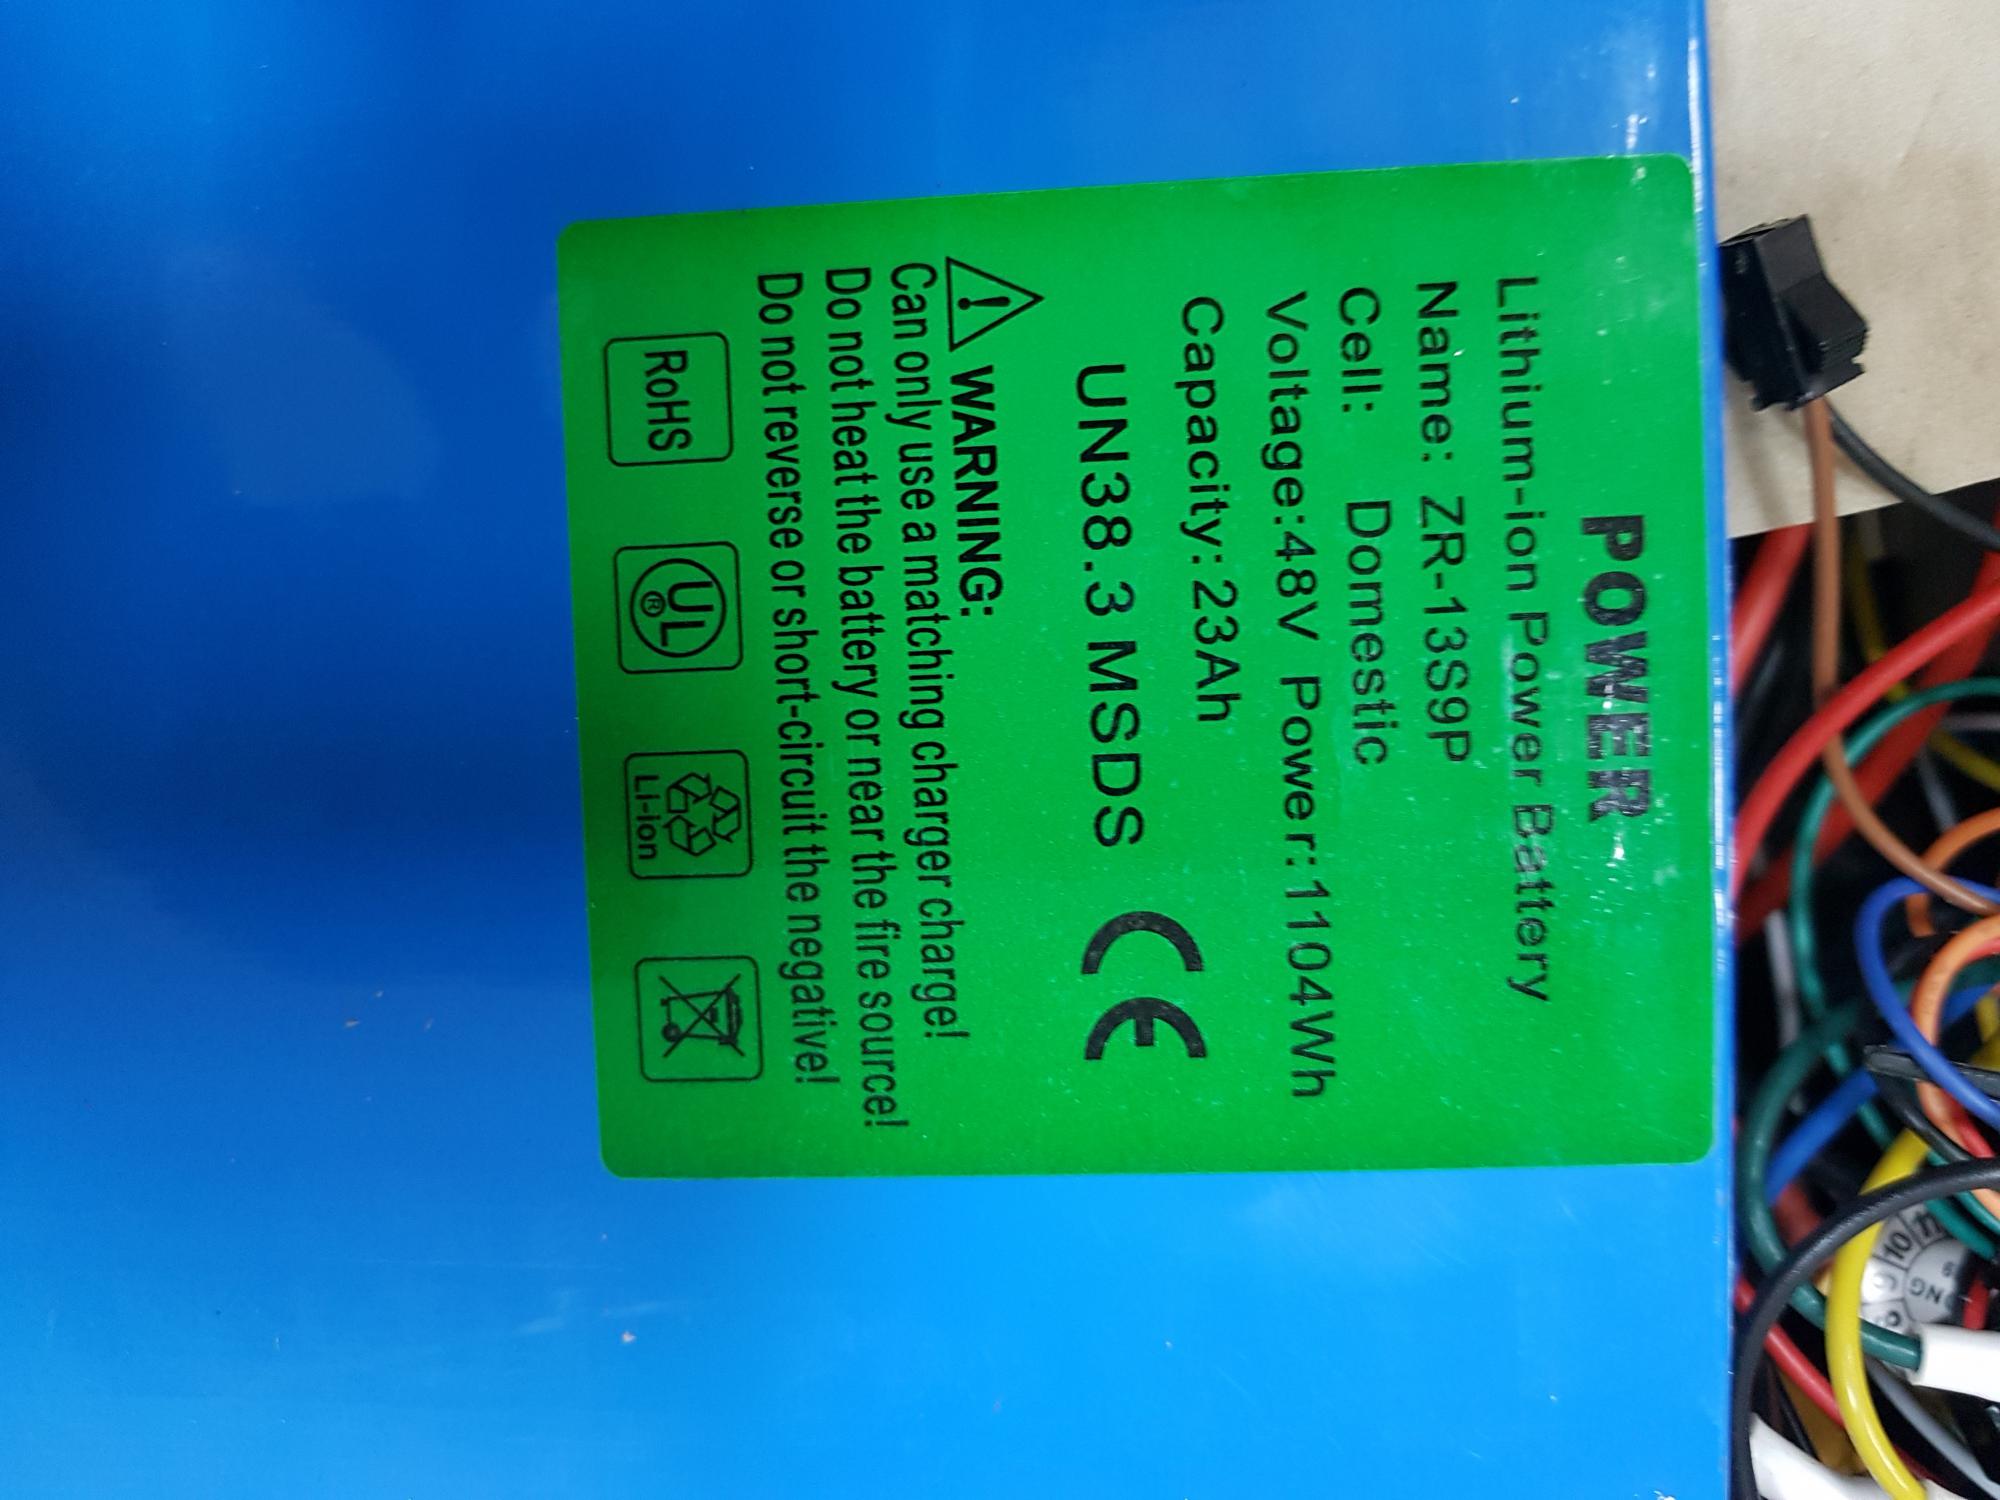 POWER
Lithium-ion Power Battery
Name: ZR-13S9P
Cell: Domestic
Voltage:48V Power:1104Wh
Capacity:23Ah
UN38.3 MSDS CE
WARNING:
Can only use a matching charger charge!
Do not heat the battery or near the fire source!
Do not reverse or short-circuit the negative!
RoHS
UL®
Li-ion
10
11